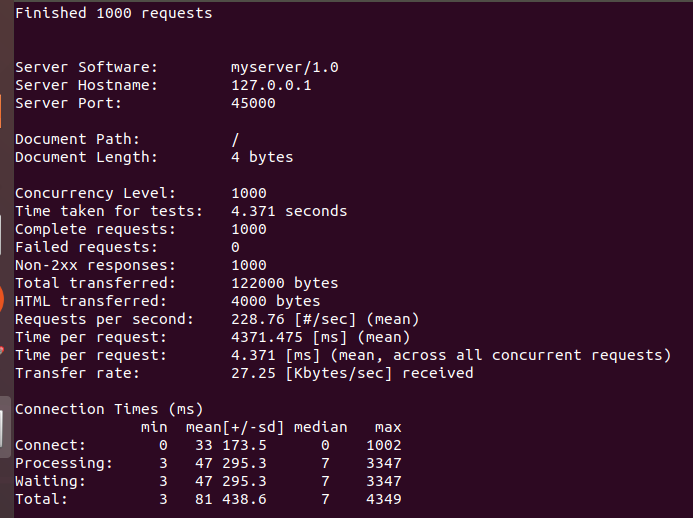 Finished 1000 requests
Server Software: myserver/1.0
Server Hostname: 127.0.0.1
Server Port: 45000
Document Path: /
Document Length: 4 bytes
Concurrency Level: 1000
Time taken for tests: 4.371 seconds
Complete requests: 1000
Failed requests: 0
Non-2xx responses: 1000
Total transferred: 122000 bytes
HTML transferred: 4000 bytes
Requests per second: 228.76 [#/sec] (mean)
Time per request: 4371.475 [ms] (mean)
Time per request: 4.371 [ms] (mean, across all concurrent requests)
Transfer rate: 27.25 [Kbytes/sec] received
Connection Times (ms)
min mean[+/-sd] median max
Connect: 0 33 173.5 0 1002
Processing: 3 47 295.3 7 3347
Waiting: 3 47 295.3 7 3347
Total: 3 81 438.6 7 4349